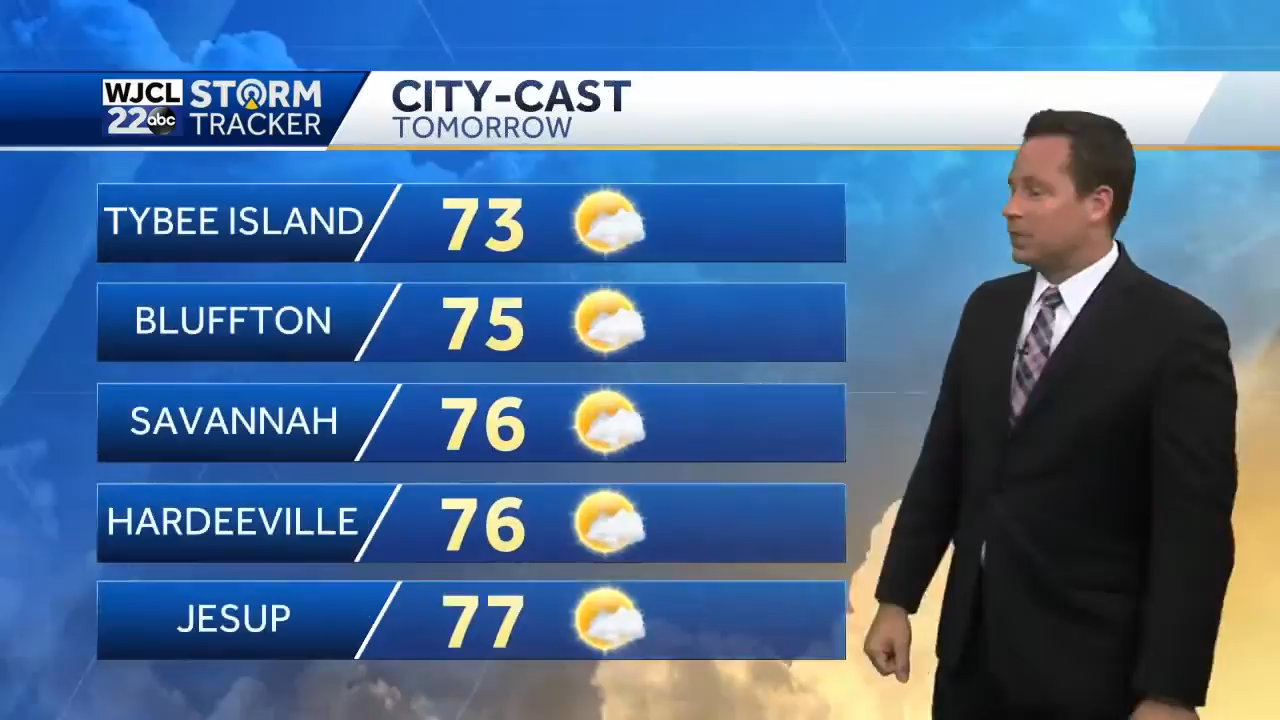 WJCL
22 abc
STORM
TRACKER
CITY-CAST
TOMORROW
TYBEE ISLAND 73
BLUFFTON 75
SAVANNAH 76
HARDEEVILLE 76
JESUP 77